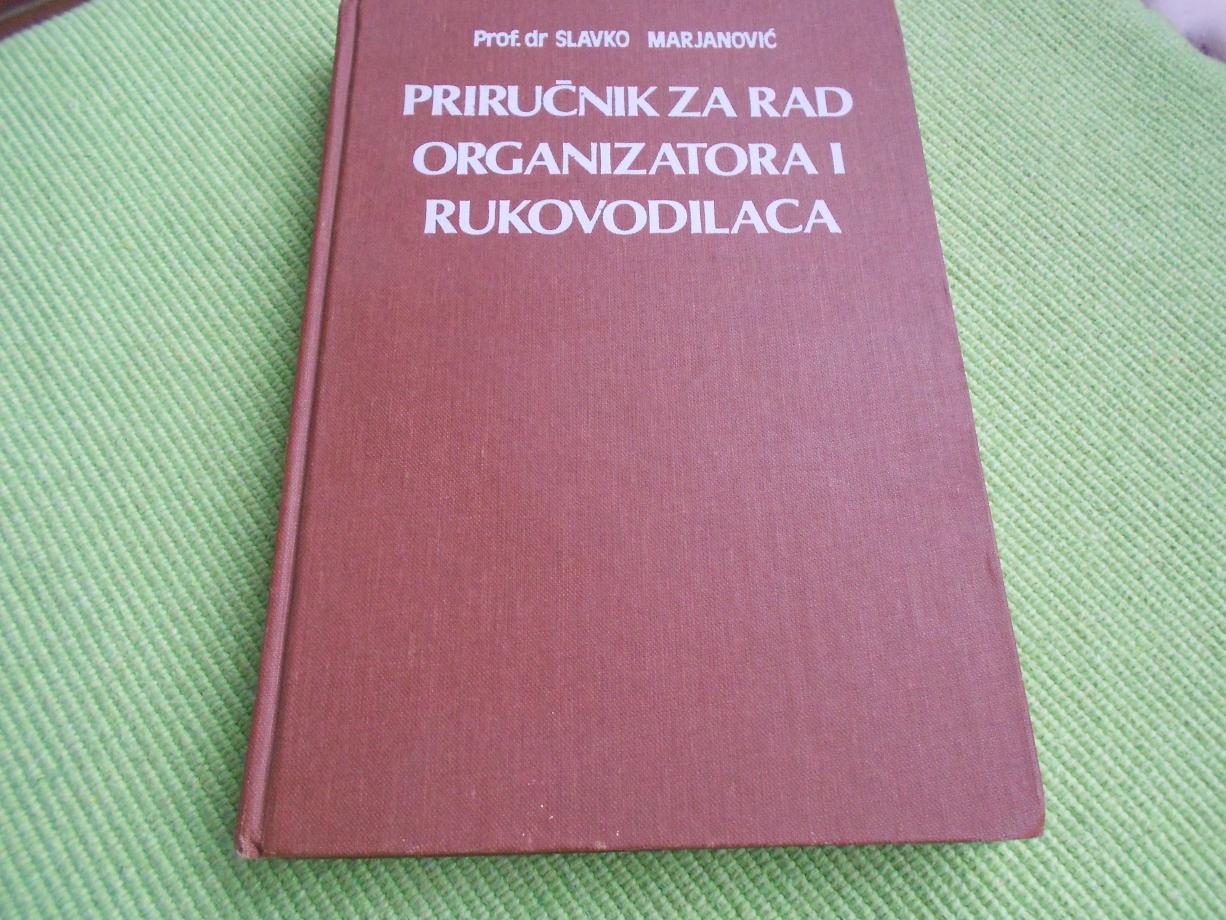 Prof. dr SLAVKO MARJANOVIĆ
PRIRUČNIK ZA RAD
ORGANIZATORA I
RUKOVODILACA